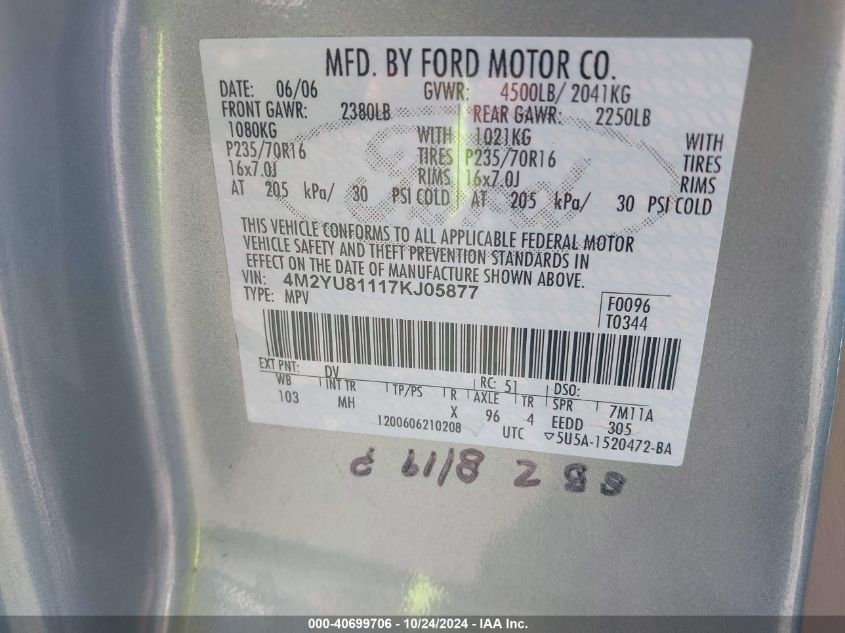 MFD. BY FORD MOTOR CO.
DATE: 06/06 GVWR: 4500LB/ 2041KG
FRONT GAWR: 2380LB REAR GAWR: 2250LB
1080KG WITH 1021KG WITH
P235/70R16 TIRES P235/70R16 TIRES
16x7.0J RIMS 16x7.0J RIMS
AT 205 kPa/ 30 PSI COLD AT 205 kPa/ 30 PSI COLD
Ford
THIS VEHICLE CONFORMS TO ALL APPLICABLE FEDERAL MOTOR
VEHICLE SAFETY AND THEFT PREVENTION STANDARDS IN
EFFECT ON THE DATE OF MANUFACTURE SHOWN ABOVE.
VIN: 4M2YU81117KJ05877
TYPE: MPV
F0096
T0344
EXT PNT: DV RC: 51 DSO:
WB INT TR TP/PS R AXLE TR SPR 7M11A
103 MH X 96 4 EEDD 305
1200606210208 UTC ▽5U5A-1520472-BA
000-40699706 - 10/24/2024 - IAA Inc.